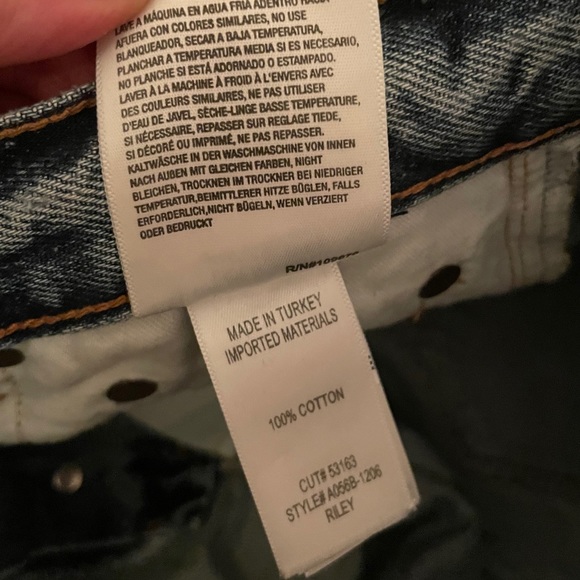 LAVE A MÁQUINA EN AGUA FRÍA ADENTRO HACIA
AFUERA CON COLORES SIMILARES, NO USE
BLANQUEADOR, SECAR A BAJA TEMPERATURA,
PLANCHAR A TEMPERATURA MEDIA SI ES NECESARIO,
NO PLANCHE SI ESTÁ ADORNADO O ESTAMPADO.
LAVER À LA MACHINE À FROID À L'ENVERS AVEC
DES COULEURS SIMILAIRES, NE PAS UTILISER
D'EAU DE JAVEL, SÈCHE-LINGE BASSE TEMPERATURE,
SI NÉCESSAIRE, REPASSER SUR REGLAGE TIEDE,
SI DÉCORÉ OU IMPRIMÉ, NE PAS REPASSER.
KALTWÄSCHE IN DER WASCHMASCHINE VON INNEN
NACH AUßEN MIT GLEICHEN FARBEN, NIGHT
BLEICHEN, TROCKNEN IM TROCKNER BEI NIEDRIGER
TEMPERATUR,BEIMITTLERER HITZE BÜGLEN, FALLS
ERFORDERLICH,NICHT BÜGELN, WENN VERZIERT
ODER BEDRUCKT
MADE IN TURKEY
IMPORTED MATERIALS
100% COTTON
CUT# 53163
STYLE# A056B-1206
RILEY